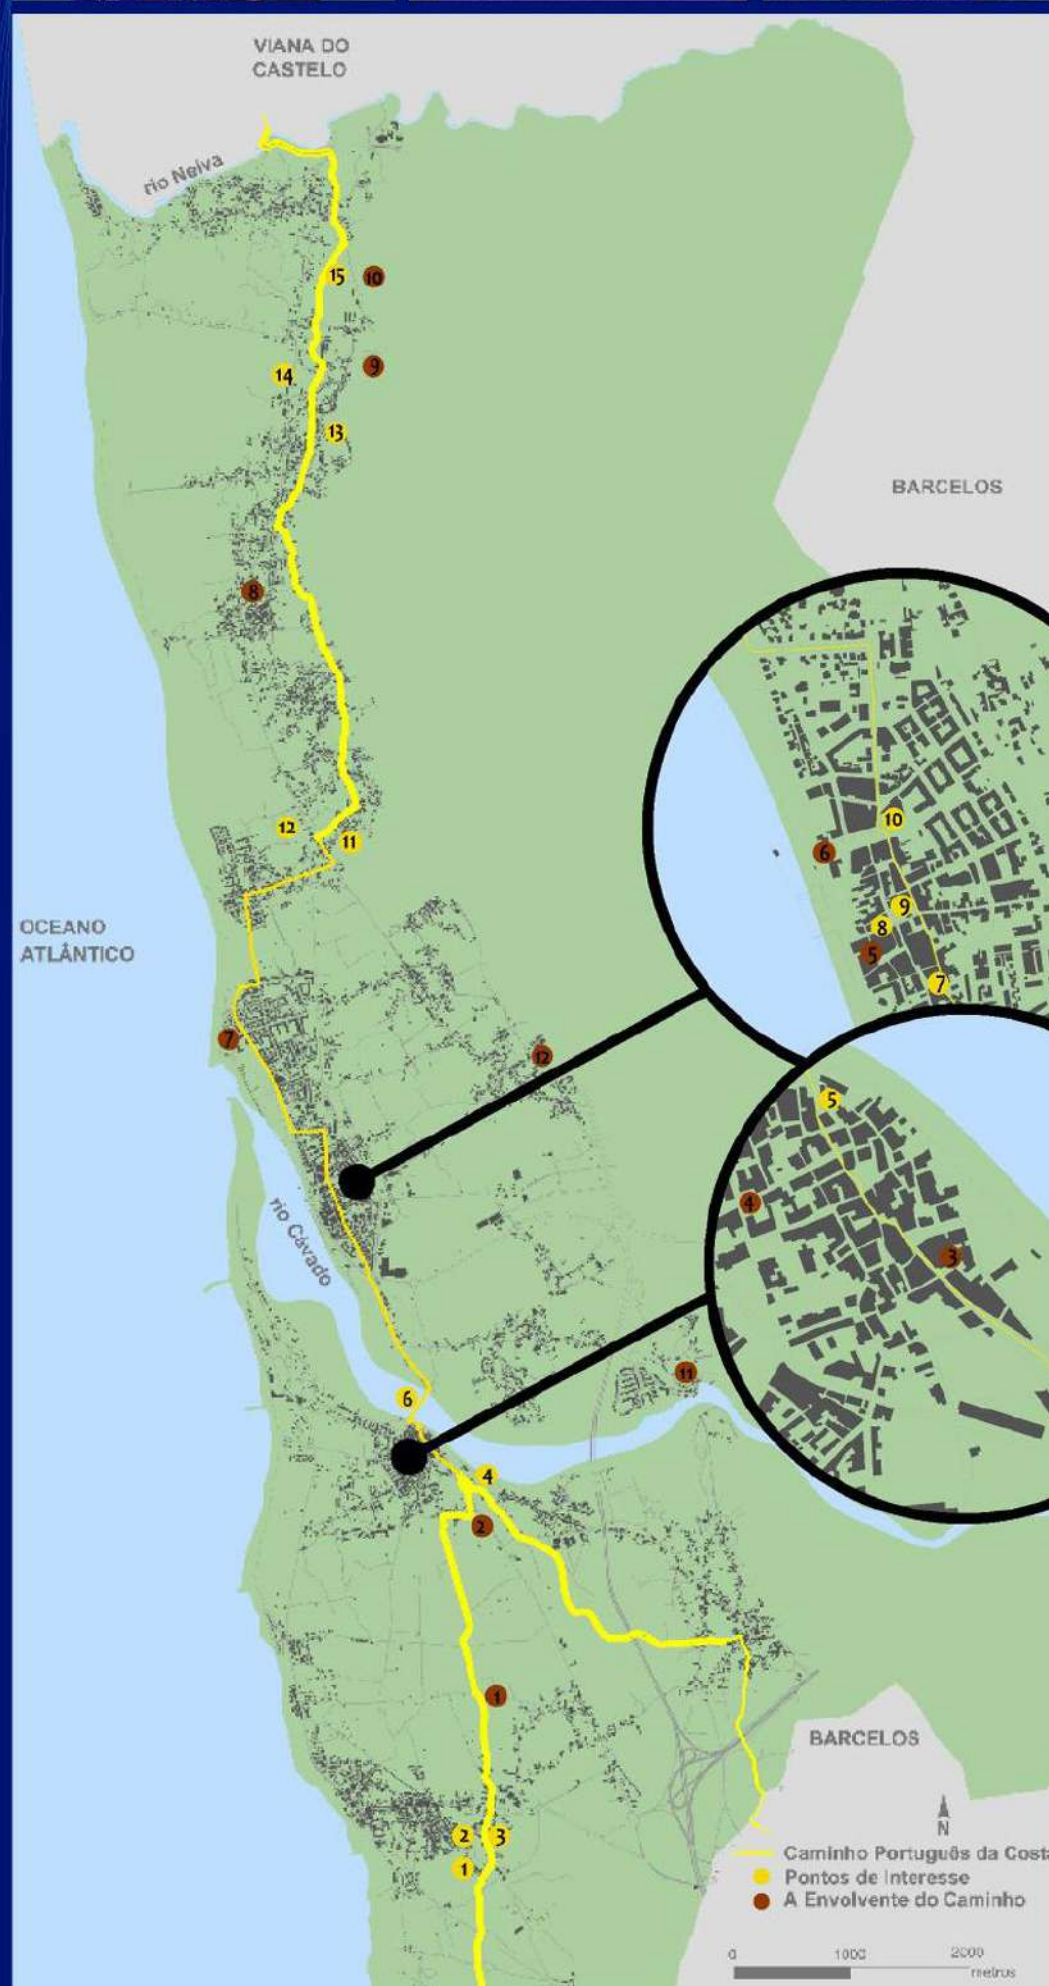 VIANA DO
CASTELO
rio Neiva
15
10
9
14
13
BARCELOS
8
10
6
9
8
5
7
12
11
OCEANO
ATLÂNTICO
7
12
5
4
3
rio Cávado
11
6
4
2
1
BARCELOS
2
3
1
N
Caminho Português da Costa
Pontos de Interesse
A Envolvente do Caminho
0 1000 2000
metros